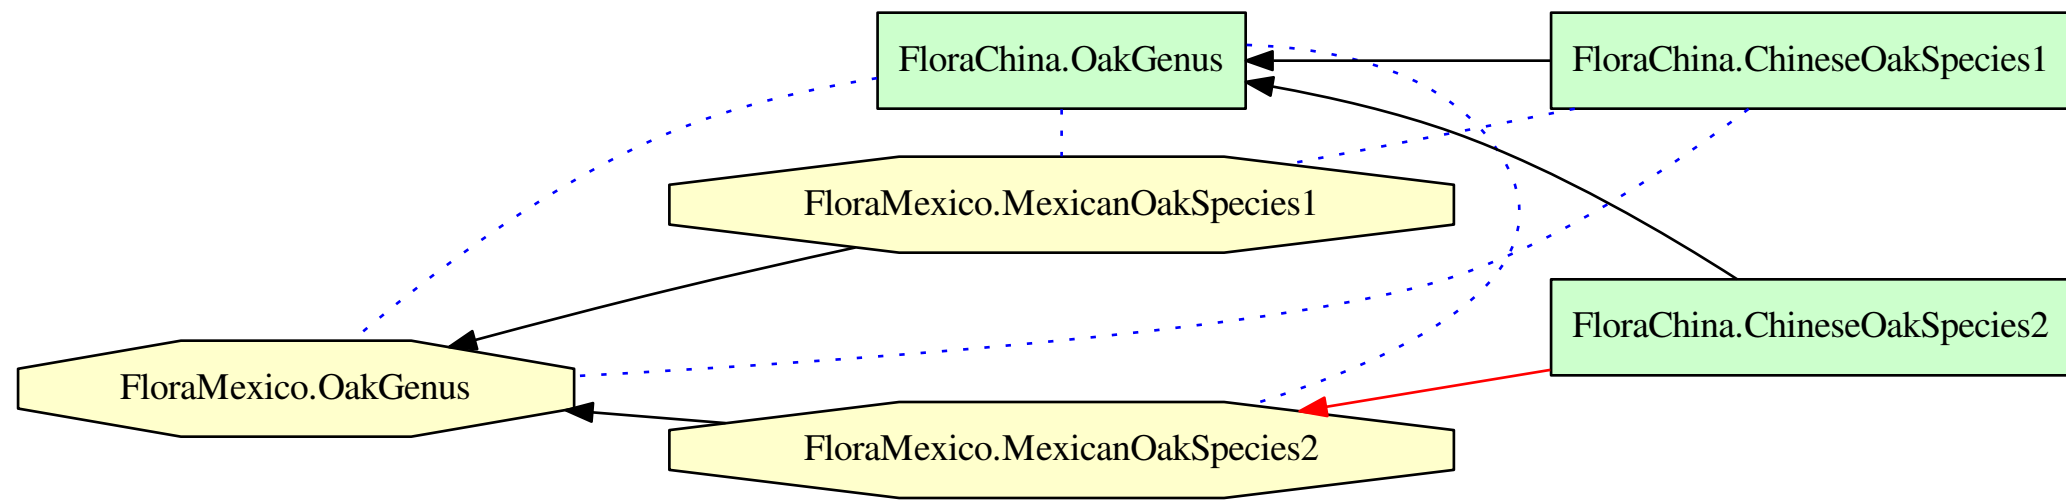 FloraChina.OakGenus
FloraChina.ChineseOakSpecies1
FloraMexico.MexicanOakSpecies1
FloraChina.ChineseOakSpecies2
FloraMexico.OakGenus
FloraMexico.MexicanOakSpecies2